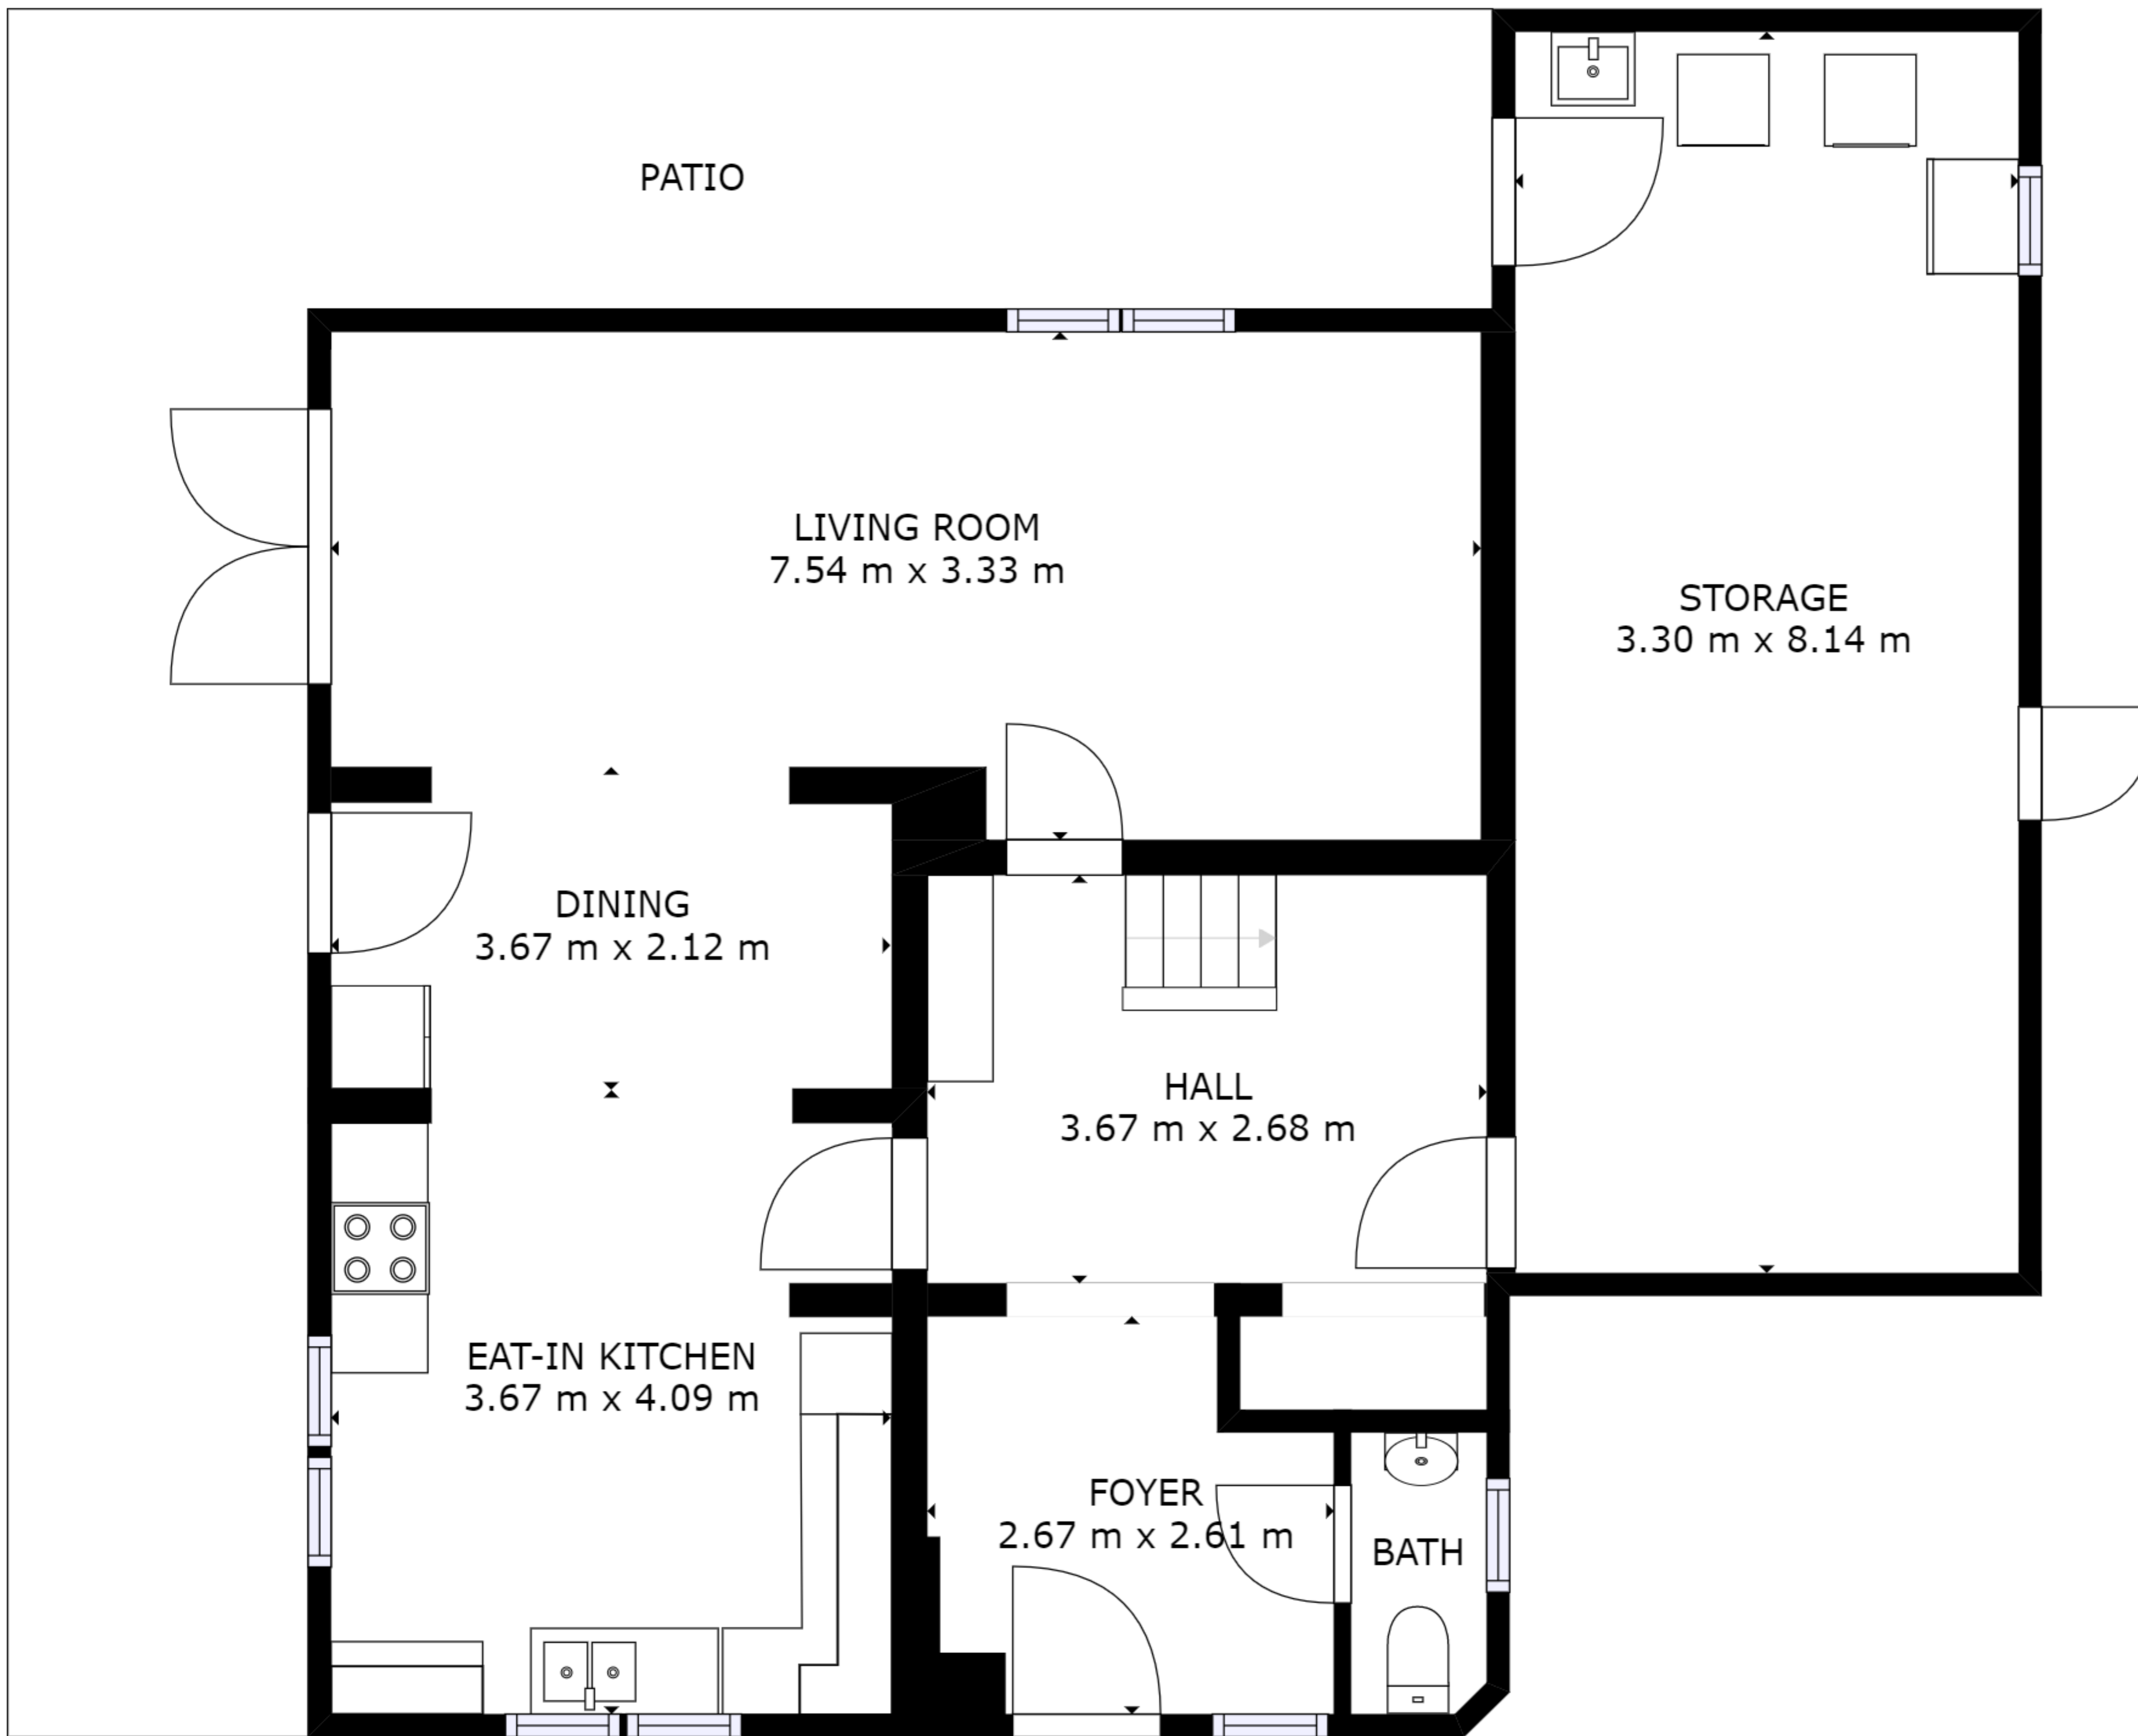 PATIO
LIVING ROOM
7.54 m x 3.33 m
STORAGE
3.30 m x 8.14 m
DINING
3.67 m x 2.12 m
HALL
3.67 m x 2.68 m
EAT-IN KITCHEN
3.67 m x 4.09 m
FOYER
2.67 m x 2.61 m
BATH